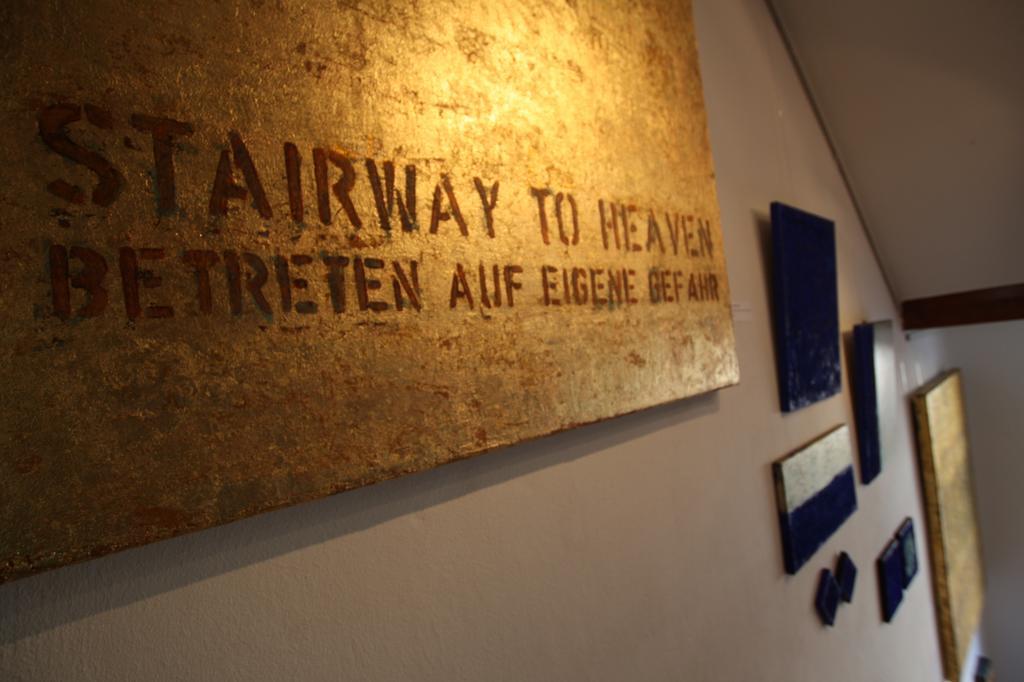 STAIRWAY TO HEAVEN
BETRETEN AUF EIGENE GEFAHR